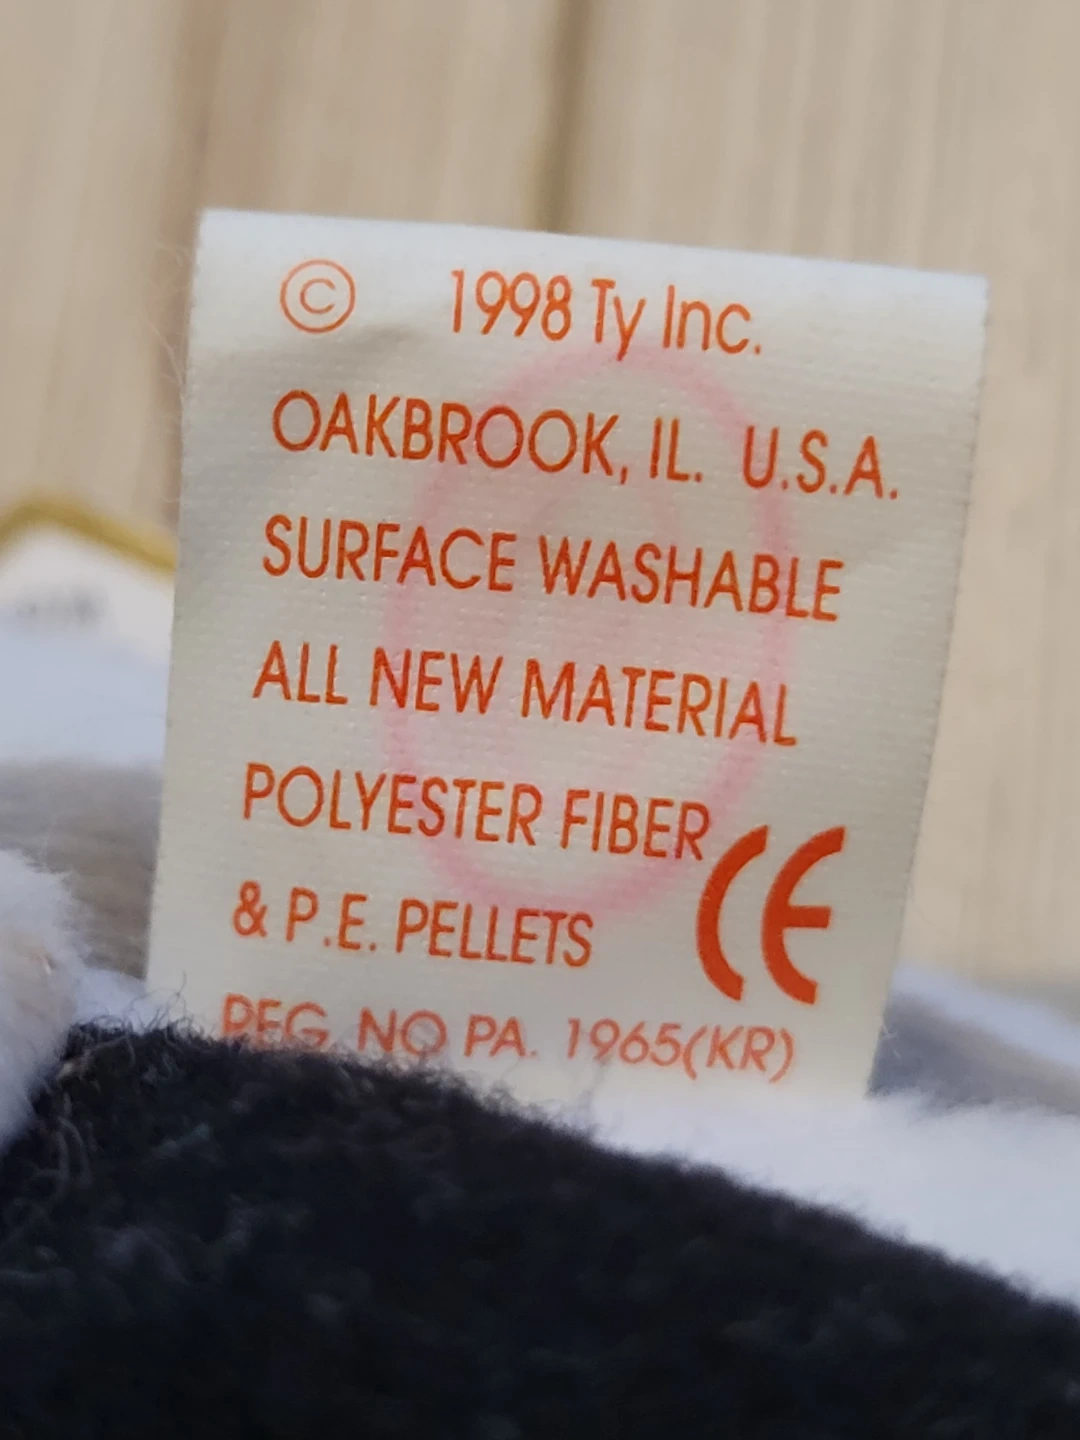 © 1998 Ty Inc.
OAKBROOK, IL. U.S.A.
SURFACE WASHABLE
ALL NEW MATERIAL
POLYESTER FIBER
& P.E. PELLETS
CE
REG. NO PA. 1965(KR)